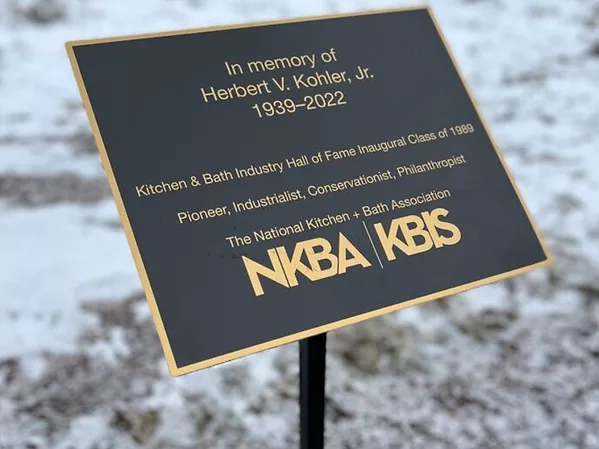 In memory of
Herbert V. Kohler, Jr.
1939–2022
Kitchen & Bath Industry Hall of Fame Inaugural Class of 1989
Pioneer, Industrialist, Conservationist, Philanthropist
The National Kitchen + Bath Association
NKBA | KBIS